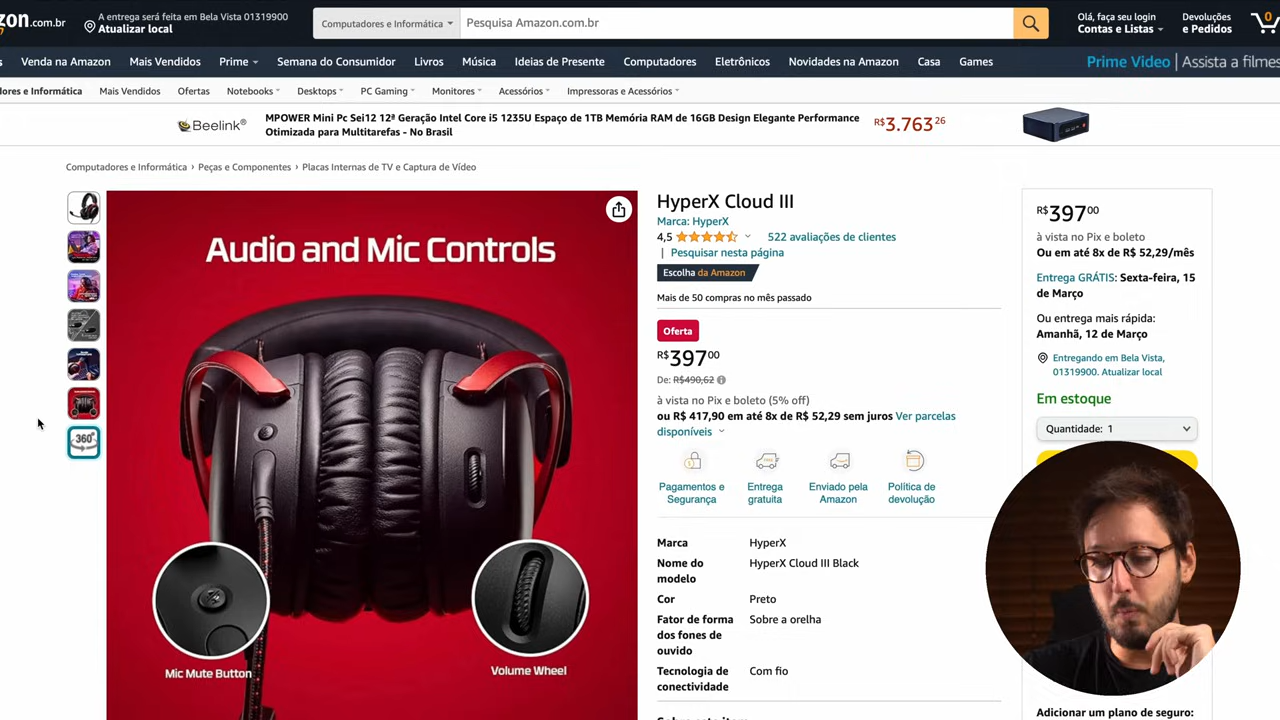 zon.com.br
A entrega será feita em Bela Vista 01319900
Atualizar local
Computadores e Informática
Pesquisa Amazon.com.br
Olá, faça seu login
Contas e Listas
Devoluções
e Pedidos
0
s
Venda na Amazon
Mais Vendidos
Prime
Semana do Consumidor
Livros
Música
Ideias de Presente
Computadores
Eletrônicos
Novidades na Amazon
Casa
Games
Prime Video | Assista a filmes
ores e Informática
Mais Vendidos
Ofertas
Notebooks
Desktops
PC Gaming
Monitores
Acessórios
Impressoras e Acessórios
Beelink®
MPOWER Mini Pc Sei12 12ª Geração Intel Core i5 1235U Espaço de 1TB Memória RAM de 16GB Design Elegante Performance
Otimizada para Multitarefas - No Brasil
R$3.76326
Computadores e Informática › Peças e Componentes › Placas Internas de TV e Captura de Vídeo
360°
Audio and Mic Controls
Mic Mute Button
Volume Wheel
HyperX Cloud III
Marca: HyperX
4,5
522 avaliações de clientes
| Pesquisar nesta página
Escolha da Amazon
Mais de 50 compras no mês passado
Oferta
R$39700
De: R$490,62
à vista no Pix e boleto (5% off)
ou R$ 417,90 em até 8x de R$ 52,29 sem juros Ver parcelas
disponíveis
Pagamentos e
Segurança
Entrega
gratuita
Enviado pela
Amazon
Política de
devolução
Marca
HyperX
Nome do
modelo
HyperX Cloud III Black
Cor
Preto
Fator de forma
dos fones de
ouvido
Sobre a orelha
Tecnologia de
conectividade
Com fio
R$39700
à vista no Pix e boleto
Ou em até 8x de R$ 52,29/mês
Entrega GRÁTIS: Sexta-feira, 15
de Março
Ou entrega mais rápida:
Amanhã, 12 de Março
Entregando em Bela Vista,
01319900. Atualizar local
Em estoque
Quantidade: 1
Adicionar um plano de seguro: